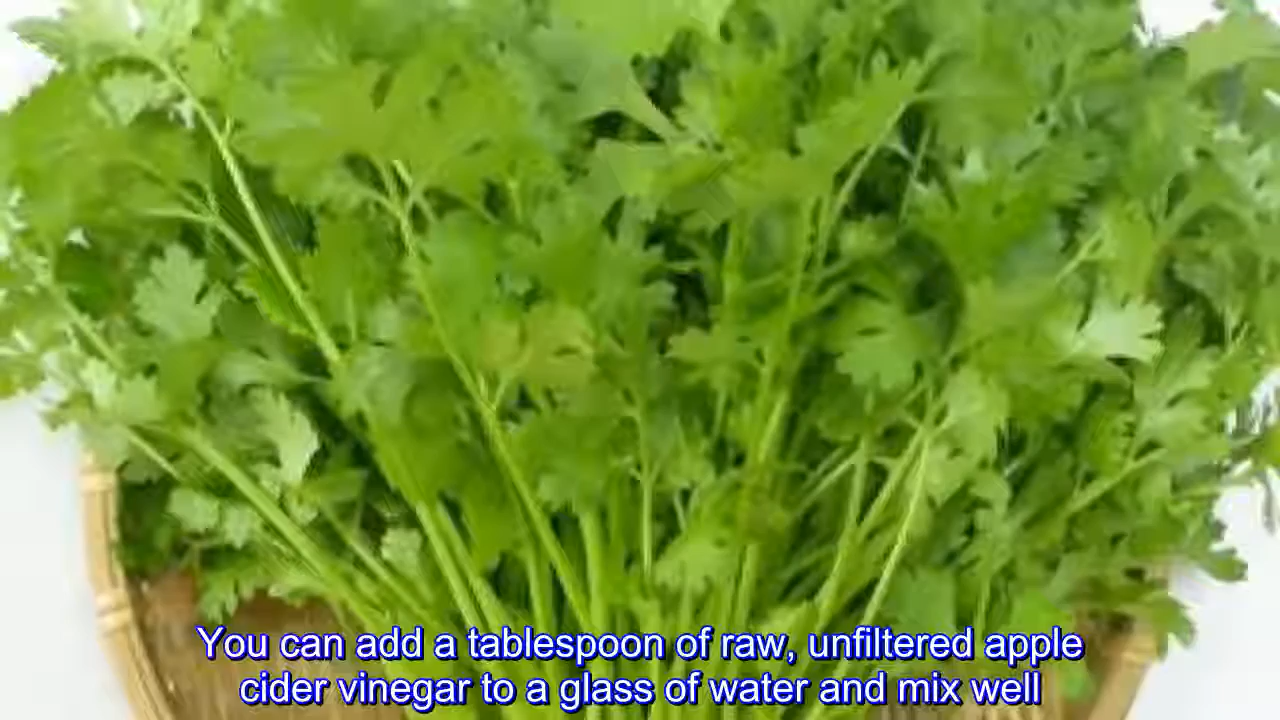 You can add a tablespoon of raw, unfiltered apple
cider vinegar to a glass of water and mix well